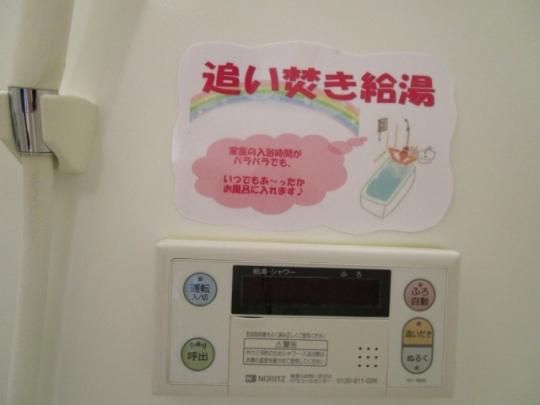 追い焚き給湯
家族の入浴時間が
バラバラでも、
いつでもあ～ったか
お風呂に入れます♪
給湯・シャワー ふろ
運転
入/切
ふろ
自動
追いだき
ぬるく
呼出
⚠警告
NORITZ